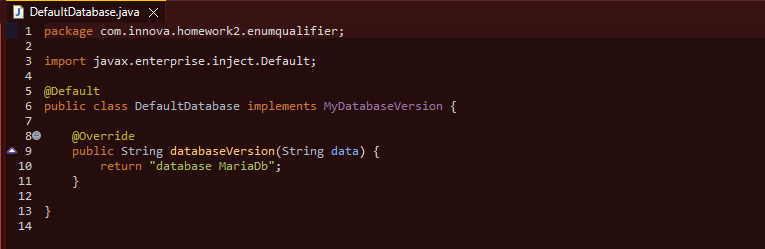 DefaultDatabase.java
1 package com.innova.homework2.enumqualifier;
2
3 import javax.enterprise.inject.Default;
4
5 @Default
6 public class DefaultDatabase implements MyDatabaseVersion {
7
8 @Override
9 public String databaseVersion(String data) {
10 return "database MariaDb";
11 }
12
13 }
14